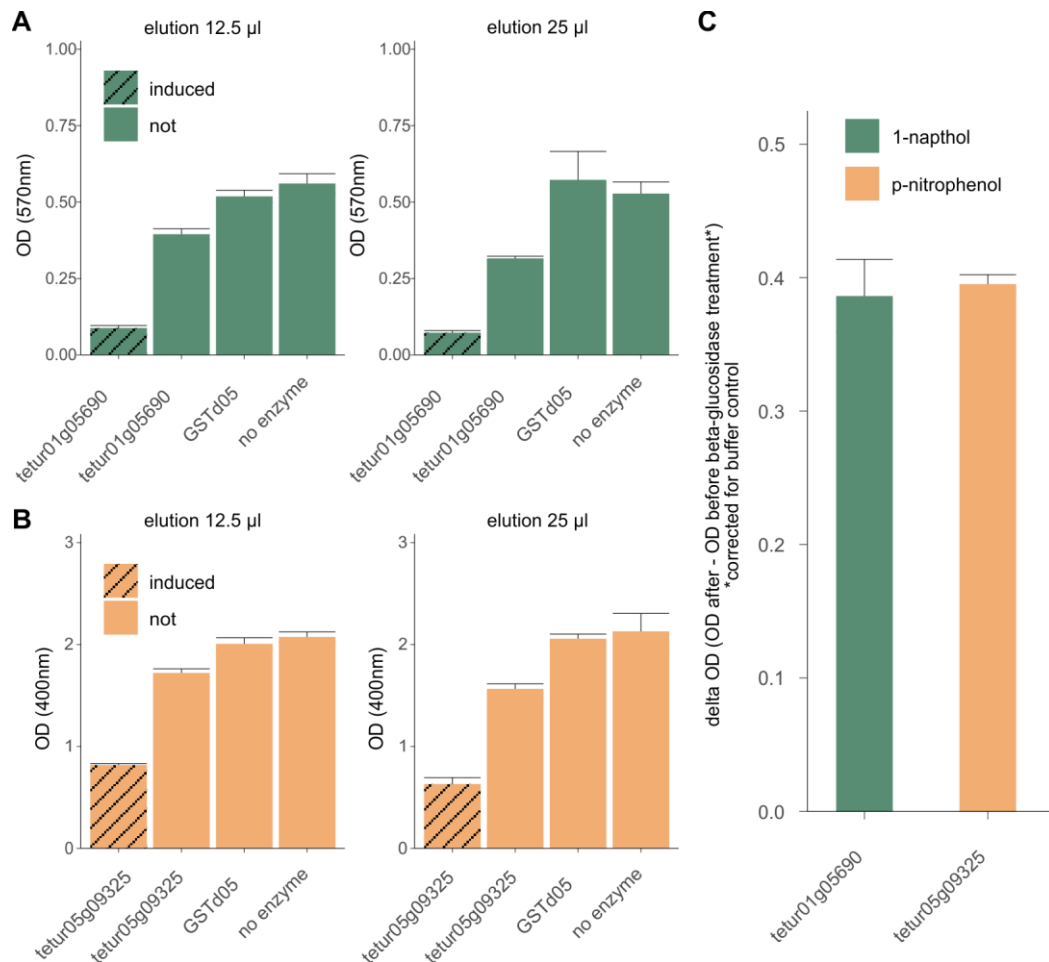 A
elution 12.5 µl
1.00
0.75
0.50
0.25
0.00
OD (570nm)
induced
not
tetur01g05690
tetur01g05690
GSTd05
no enzyme
elution 25 µl
1.00
0.75
0.50
0.25
0.00
OD (570nm)
tetur01g05690
tetur01g05690
GSTd05
no enzyme
B
elution 12.5 µl
3
2
1
0
OD (400nm)
induced
not
tetur05g09325
tetur05g09325
GSTd05
no enzyme
elution 25 µl
3
2
1
0
OD (400nm)
tetur05g09325
tetur05g09325
GSTd05
no enzyme
C
delta OD (OD after - OD before beta-glucosidase treatment*)
*corrected for buffer control
0.5
0.4
0.3
0.2
0.1
0.0
1-napthol
p-nitrophenol
tetur01g05690
tetur05g09325